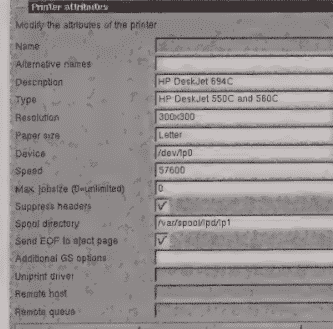 Printer attributes
Modify the attributes of the printer
Name
Alternative names
Description HP DeskJet 694C
Type HP DeskJet 550C and 560C
Resolution 300x300
Paper size Letter
Device /dev/lp0
Speed 57600
Max. jobsize (0=unlimited) 0
Suppress headers
Spool directory /var/spool/lpd/lp1
Send EOF to eject page
Additional GS options
Uniprint driver
Remote host
Remote queue